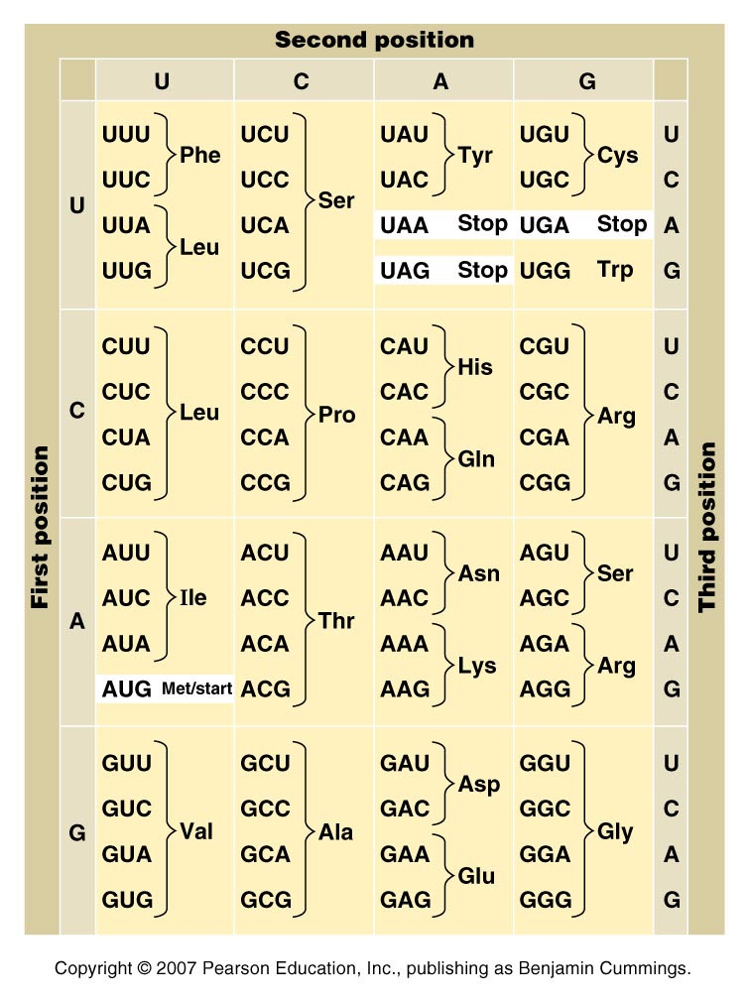 Second position
U C A G
UUU UCU UAU UGU U
Phe Tyr Cys
UUC UCC UAC UGC C
Ser
U
UUA UCA UAA Stop UGA Stop A
Leu
UUG UCG UAG Stop UGG Trp G
CUU CCU CAU CGU U
His
CUC CCC CAC CGC C
C Leu Pro Arg
CUA CCA CAA CGA A
Gln
CUG CCG CAG CGG G
First position
Third position
AUU ACU AAU AGU U
Asn Ser
AUC Ile ACC AAC AGC C
A Thr
AUA ACA AAA AGA A
Lys Arg
AUG Met/start ACG AAG AGG G
GUU GCU GAU GGU U
Asp
GUC GCC GAC GGC C
G Val Ala Gly
GUA GCA GAA GGA A
Glu
GUG GCG GAG GGG G
Copyright © 2007 Pearson Education, Inc., publishing as Benjamin Cummings.